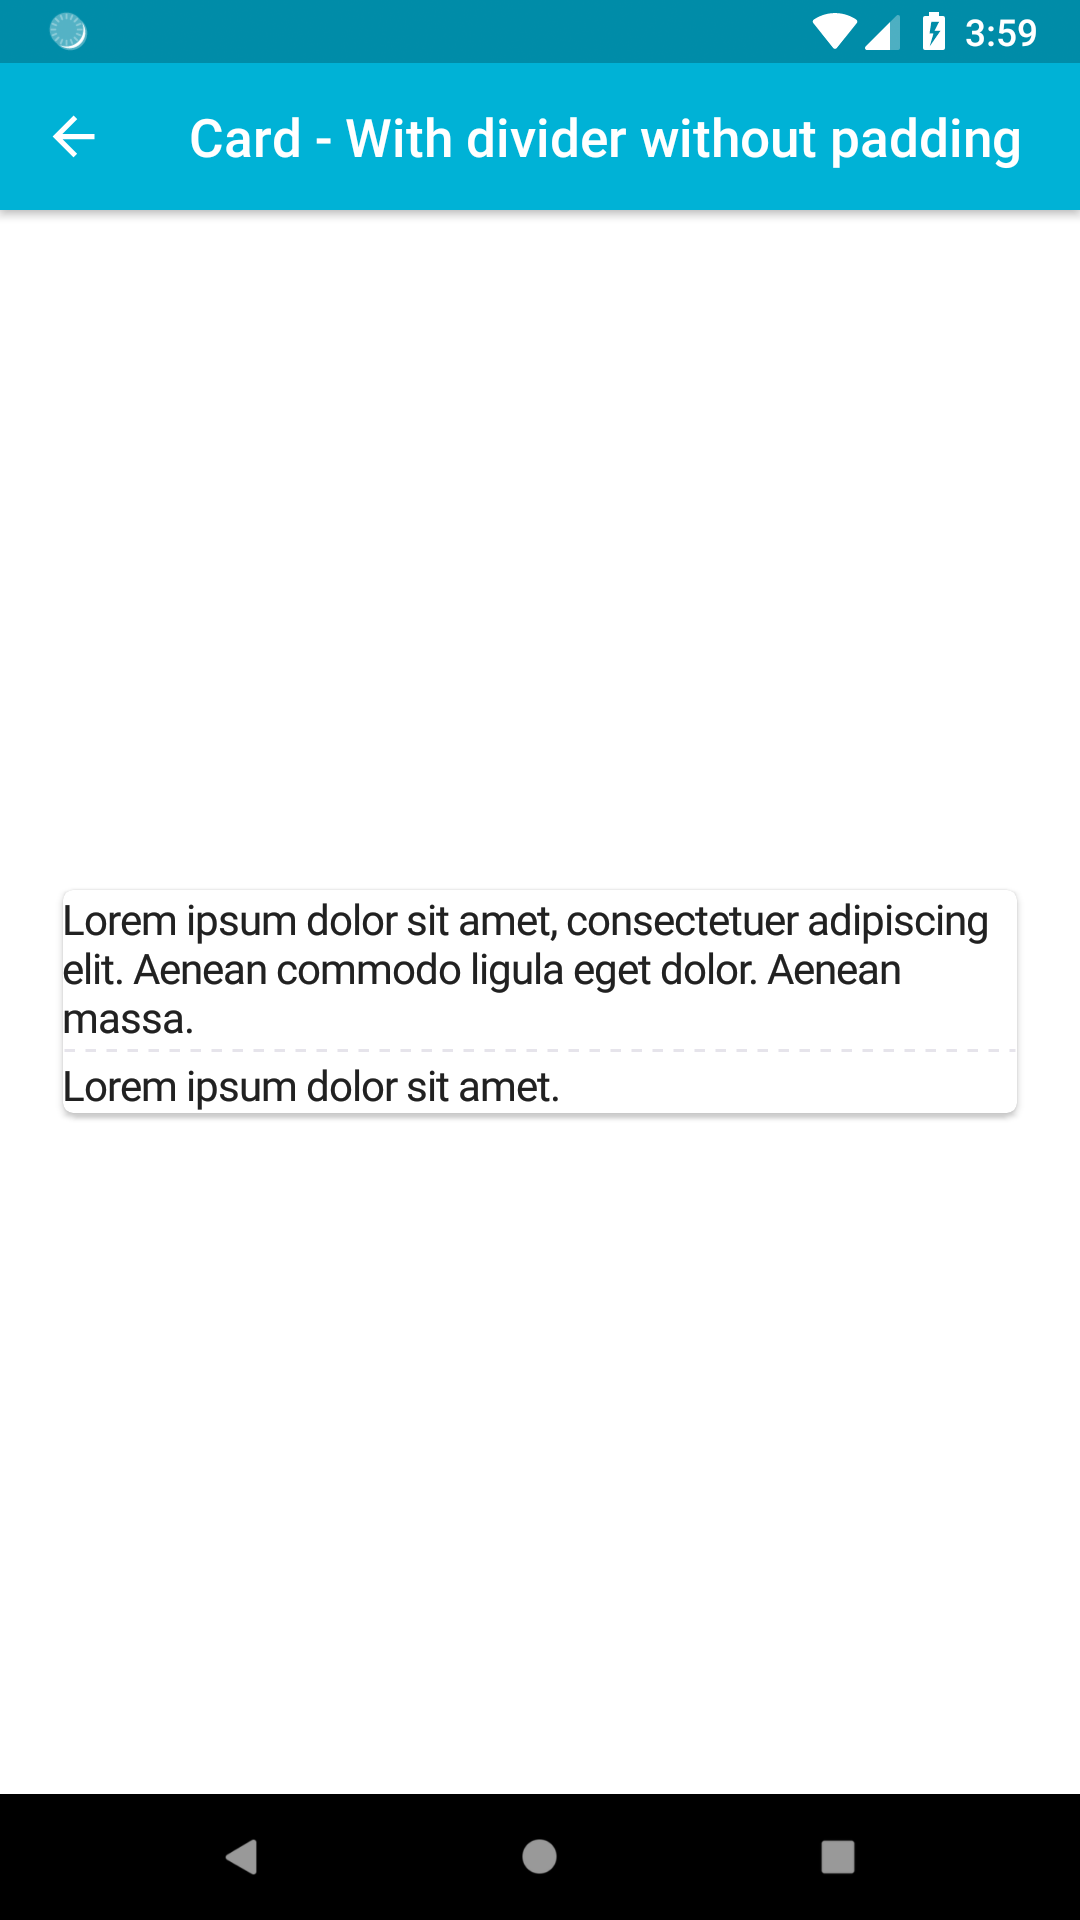 3:59
Card - With divider without padding
Lorem ipsum dolor sit amet, consectetuer adipiscing
elit. Aenean commodo ligula eget dolor. Aenean
massa.
Lorem ipsum dolor sit amet.